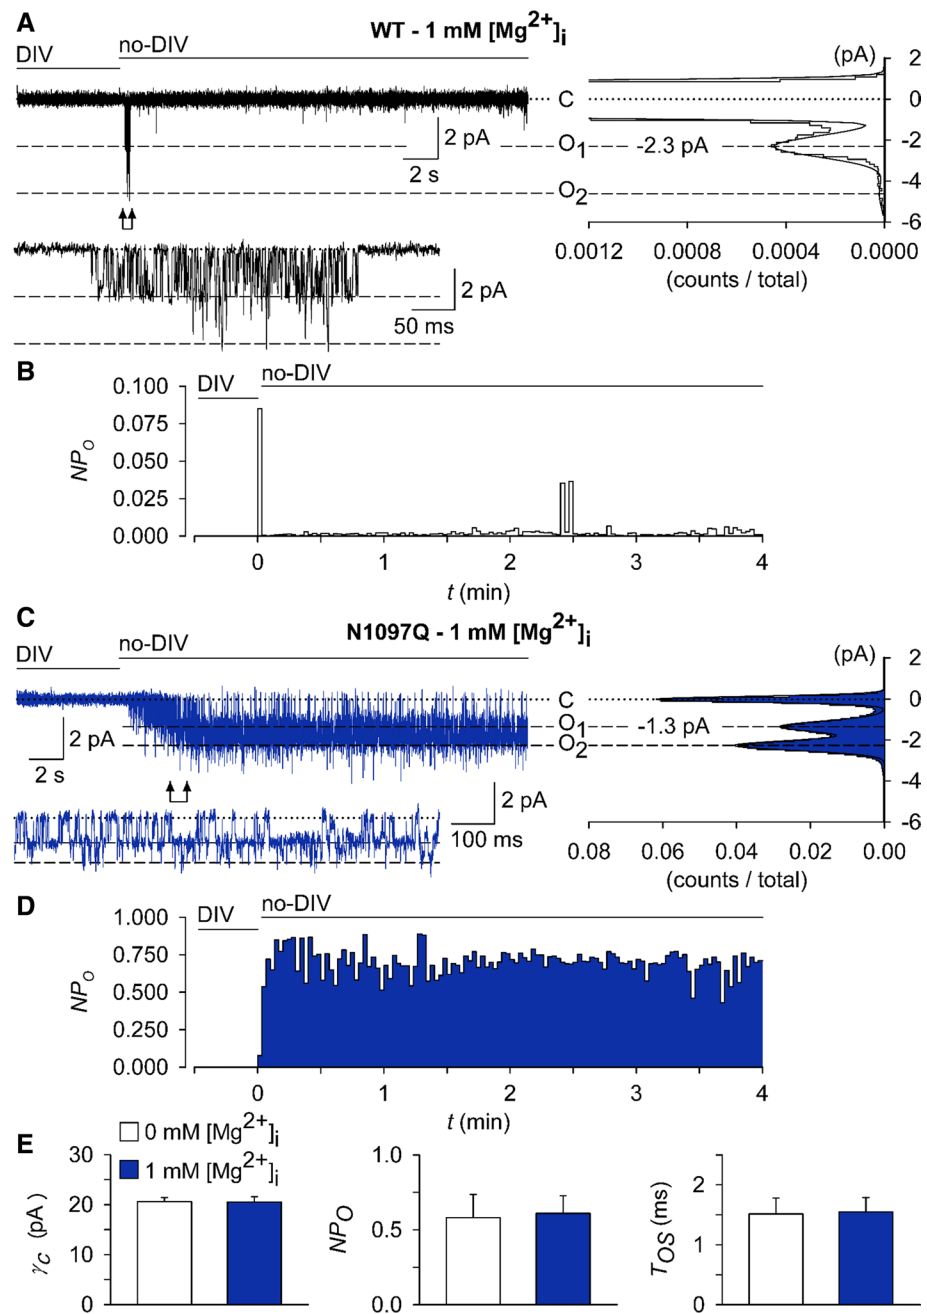 A
WT - 1 mM [Mg2+]i
DIV
no-DIV
(pA)
2
C
0
2 pA
2 s
O1
-2.3 pA
-2
O2
-4
-6
0.0012
0.0008
0.0004
0.0000
(counts / total)
2 pA
50 ms
B
DIV
no-DIV
0.100
0.075
0.050
0.025
0.000
NPO
0
1
2
3
4
t (min)
C
N1097Q - 1 mM [Mg2+]i
DIV
no-DIV
(pA)
2
C
0
2 pA
2 s
O1
-1.3 pA
O2
-2
-4
-6
2 pA
100 ms
0.08
0.06
0.04
0.02
0.00
(counts / total)
D
DIV
no-DIV
1.000
0.750
0.500
0.250
0.000
NPO
0
1
2
3
4
t (min)
E
0 mM [Mg2+]i
1 mM [Mg2+]i
30
20
10
0
γC (pA)
1.0
0.5
0.0
NPO
2
1
0
TOS (ms)